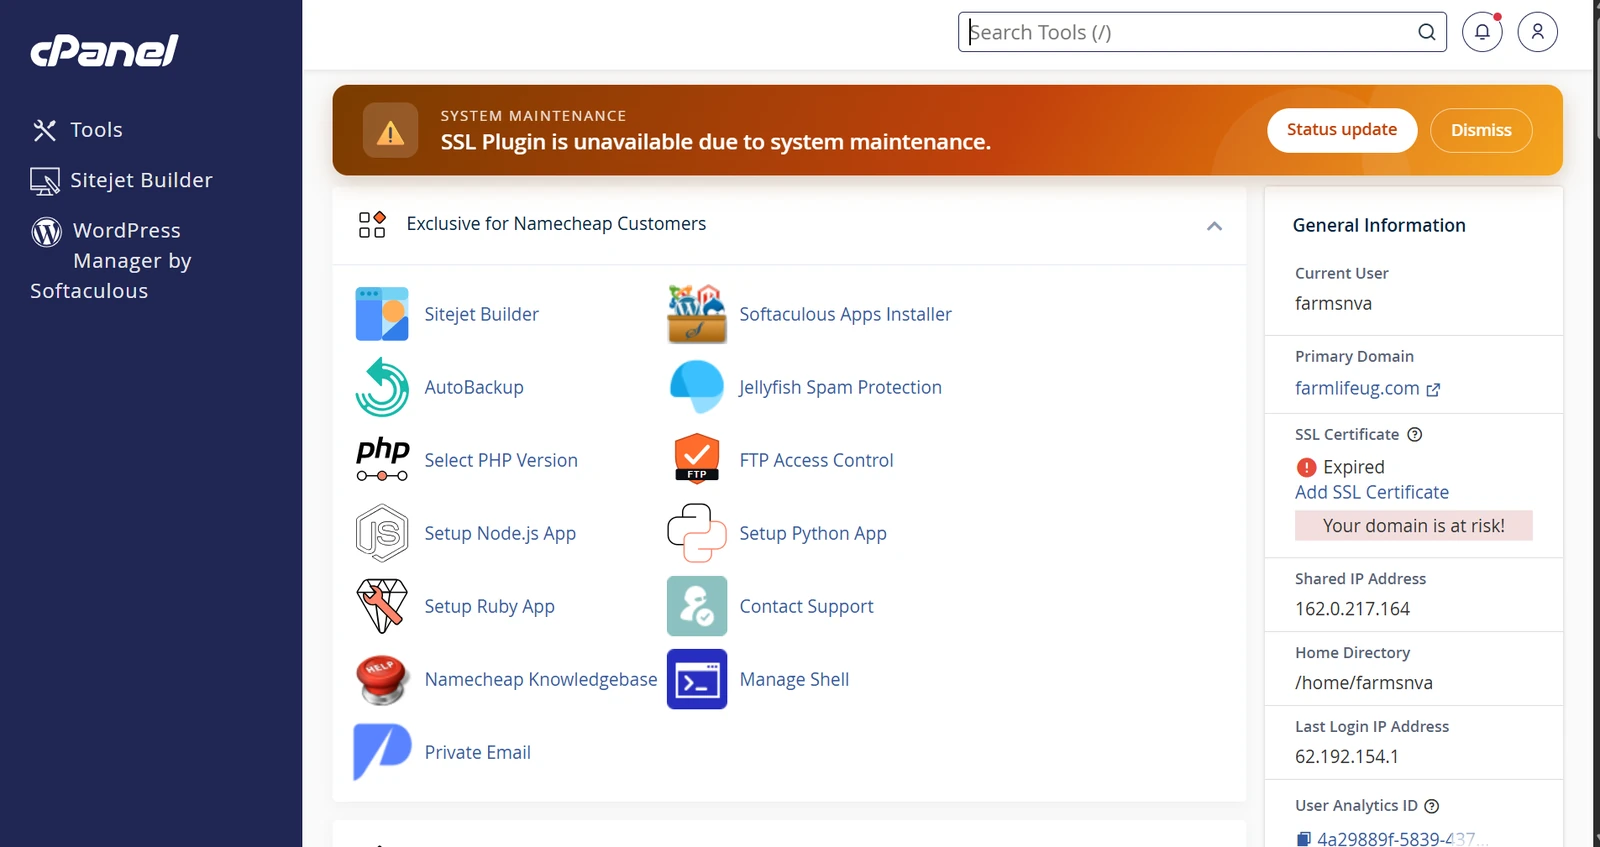 cPanel
Tools
Sitejet Builder
WordPress
Manager by
Softaculous
Search Tools (/)
SYSTEM MAINTENANCE
SSL Plugin is unavailable due to system maintenance.
Status update
Dismiss
Exclusive for Namecheap Customers
Sitejet Builder
Softaculous Apps Installer
AutoBackup
Jellyfish Spam Protection
php
Select PHP Version
FTP
FTP Access Control
JS
Setup Node.js App
Setup Python App
Setup Ruby App
Contact Support
HELP
Namecheap Knowledgebase
Manage Shell
Private Email
General Information
Current User
farmsnva
Primary Domain
farmlifeug.com
SSL Certificate
Expired
Add SSL Certificate
Your domain is at risk!
Shared IP Address
162.0.217.164
Home Directory
/home/farmsnva
Last Login IP Address
62.192.154.1
User Analytics ID
4a29889f-5839-437...